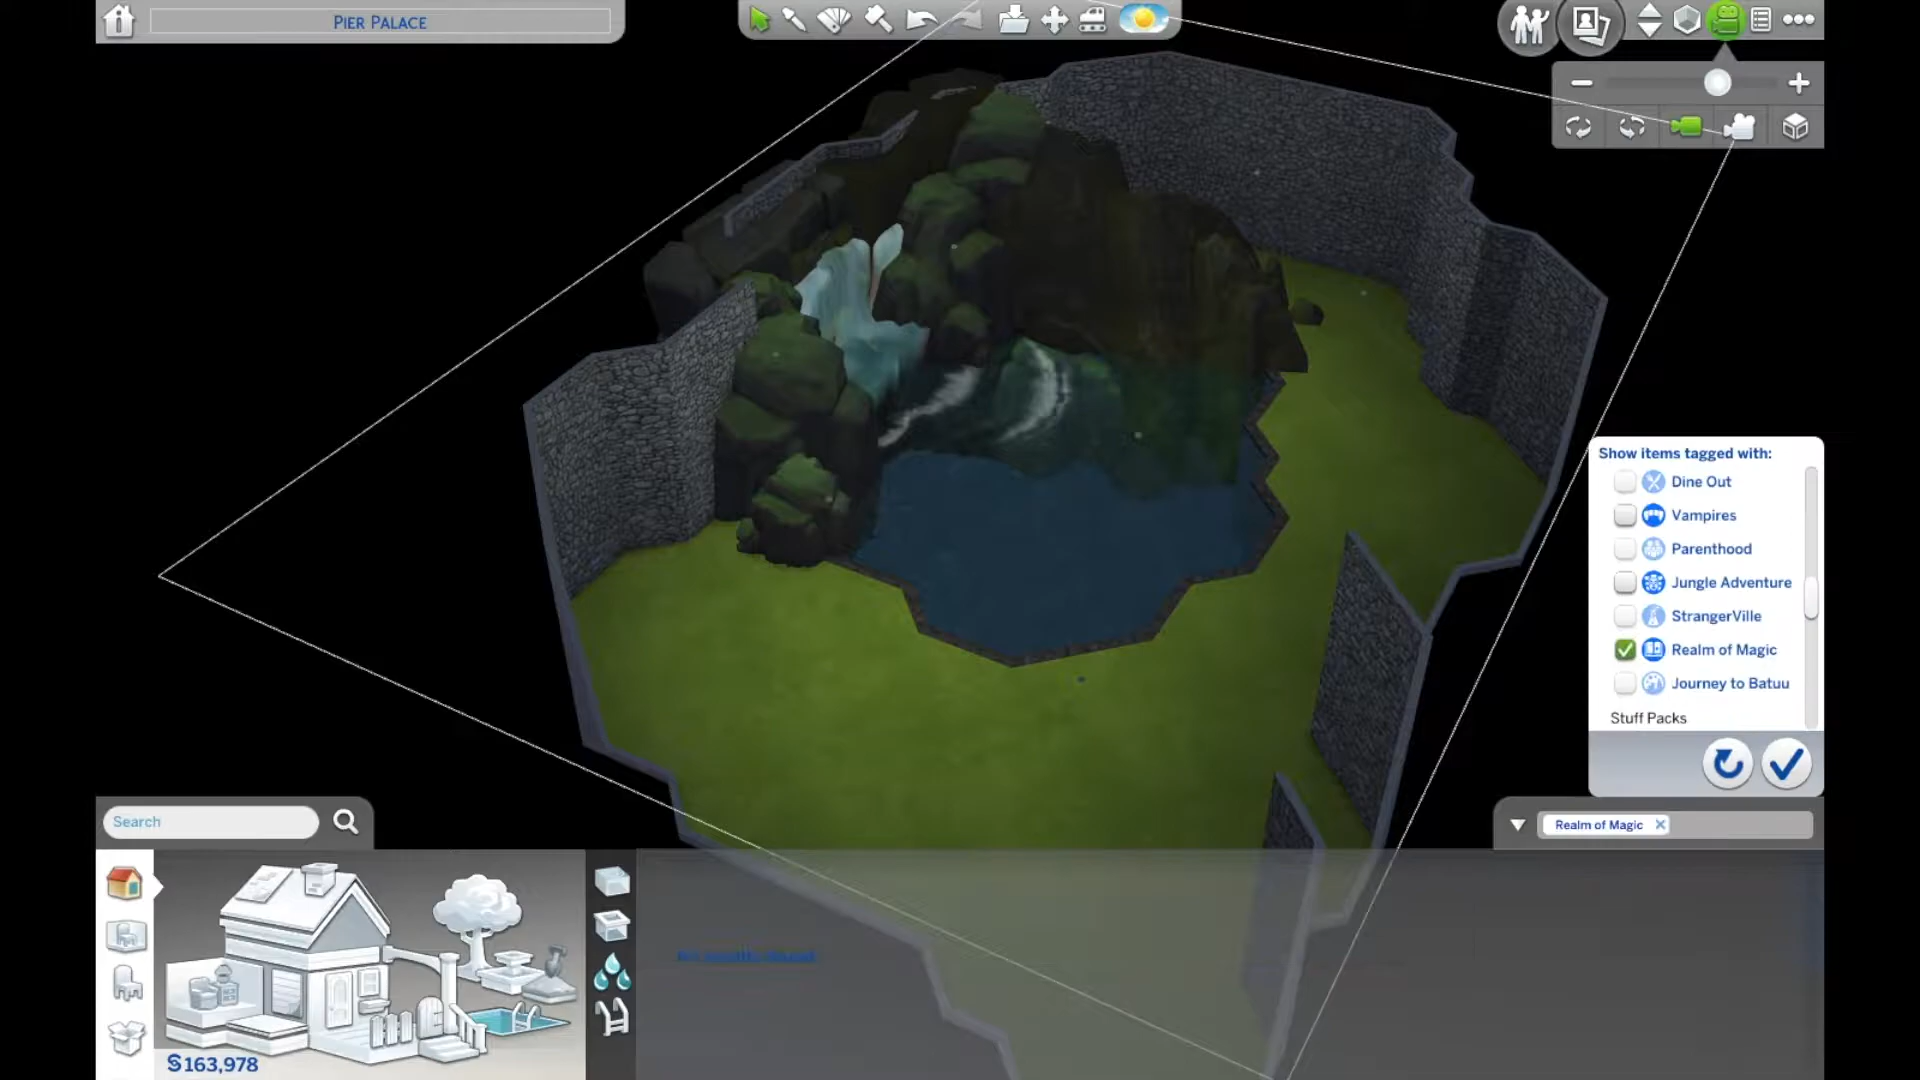 PIER PALACE
Show items tagged with:
Dine Out
Vampires
Parenthood
Jungle Adventure
StrangerVille
Realm of Magic
Journey to Batuu
Stuff Packs
Search
Realm of Magic
§163,978